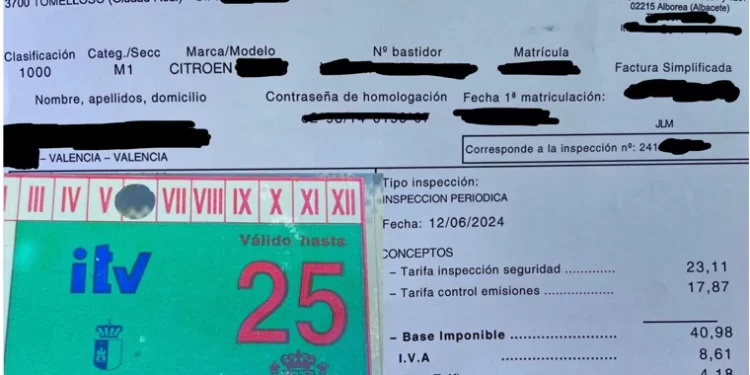 3700 TOMELLOSO (Ciudad Real)
02215 Alborea (Albacete)
Clasificación Categ./Secc Marca/Modelo Nº bastidor Matrícula
1000 M1 CITROEN
Factura Simplificada
Nombre, apellidos, domicilio Contraseña de homologación Fecha 1ª matriculación:
JLM
- VALENCIA – VALENCIA
Corresponde a la inspección nº: 241
III IV V VII VIII IX X XI XII
Válido hasta
itv
25
Tipo inspección:
INSPECCION PERIODICA
Fecha: 12/06/2024
CONCEPTOS
– Tarifa inspección seguridad ............. 23,11
– Tarifa control emisiones .................. 17,87
– Base Imponible ........................... 40,98
I.V.A ........................... 8,61
4,18